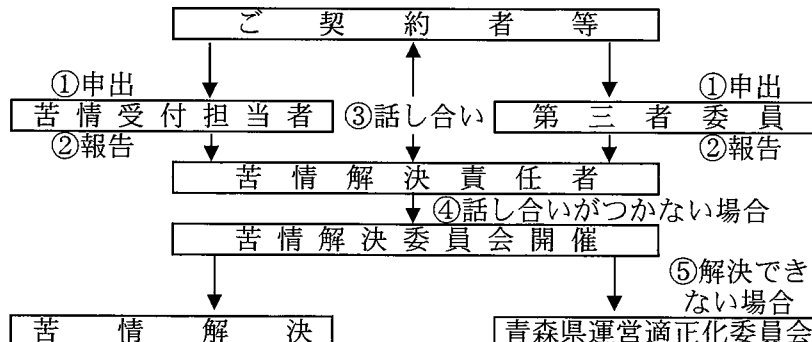 ご契約者等
①申出
①申出
苦情受付担当者
③話し合い
第三者委員
②報告
②報告
苦情解決責任者
④話し合いがつかない場合
苦情解決委員会開催
⑤解決でき
ない場合
苦情解決
青森県運営適正化委員会